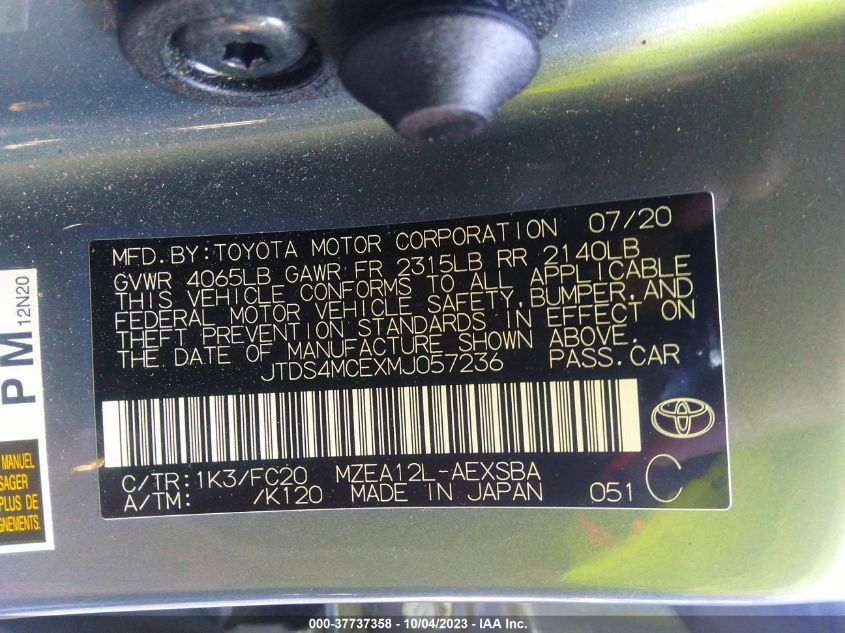 MFD. BY: TOYOTA MOTOR CORPORATION 07/20
GVWR 4065LB GAWR FR 2315LB RR 2140LB
THIS VEHICLE CONFORMS TO ALL APPLICABLE
FEDERAL MOTOR VEHICLE SAFETY, BUMPER, AND
THEFT PREVENTION STANDARDS IN EFFECT ON
THE DATE OF MANUFACTURE SHOWN ABOVE.
JTDS4MCEXMJ057236 PASS. CAR
C/TR: 1K3/FC20 MZEA12L-AEXSBA
A/TM: /K120 MADE IN JAPAN 051 C
PM 12N20
MANUEL
SAGER
PLUS DE
GNEMENTS.
000-37737358 - 10/04/2023 - IAA Inc.